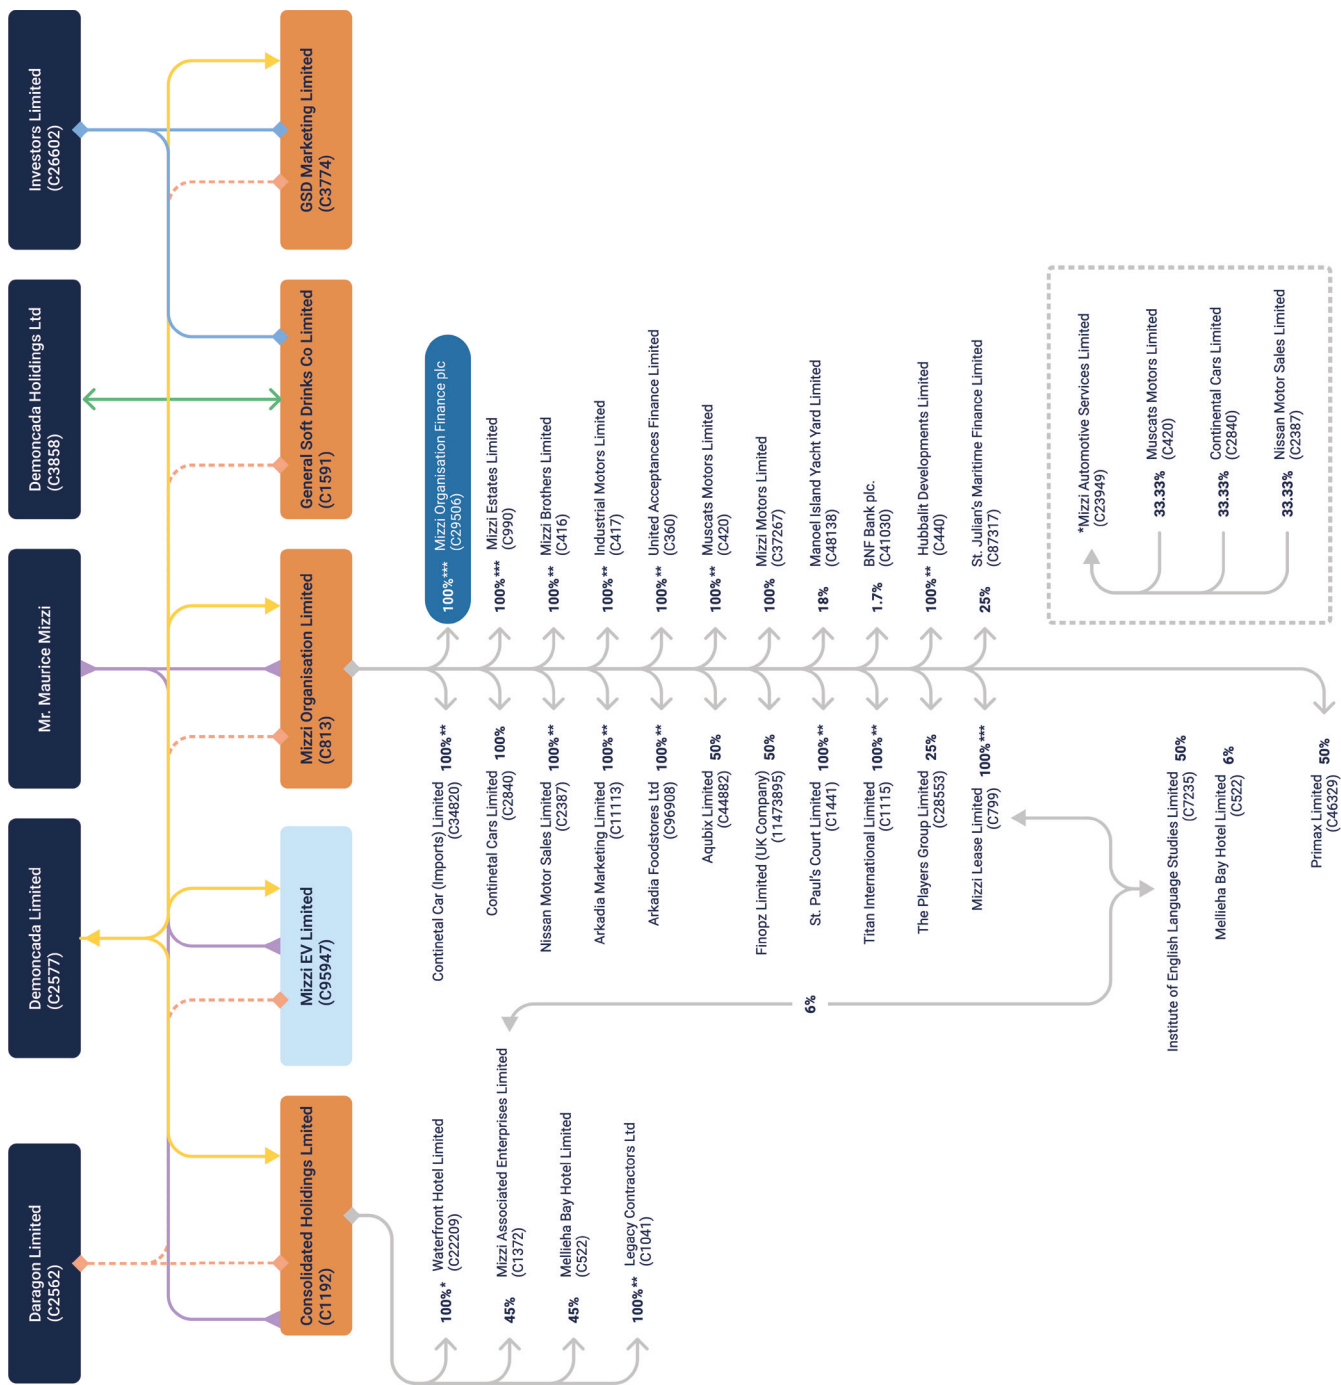 Daragon Limited
(C2562)
Demoncada Limited
(C2577)
Mr. Maurice Mizzi
Demoncada Holidings Ltd
(C3858)
Investors Limited
(C26602)
Consolidated Holidings Lmited
(C1192)
Mizzi EV Limited
(C95947)
Mizzi Organisation Limited
(C813)
General Soft Drinks Co Limited
(C1591)
GSD Marketing Limited
(C3774)
100%* Waterfront Hotel Limited
(C22209)
45% Mizzi Associated Enterprises Limited
(C1372)
45% Mellieha Bay Hotel Limited
(C522)
100%** Legacy Contractors Ltd
(C1041)
6%
Continetal Car (Imports) Limited 100%**
(C34820)
Continetal Cars Limited 100%
(C2840)
Nissan Motor Sales Limited 100%**
(C2387)
Arkadia Marketing Limited 100%**
(C11113)
Arkadia Foodstores Ltd 100%**
(C96908)
Aqubix Limited 50%
(C44882)
Finopz Limited (UK Company) 50%
(11473895)
St. Paul's Court Limited 100%**
(C1441)
Titan International Limited 100%**
(C1115)
The Players Group Limited 25%
(C28553)
Mizzi Lease Limited 100%***
(C799)
Institute of English Language Studies Limited 50%
(C7235)
Mellieha Bay Hotel Limited 6%
(C522)
Primax Limited 50%
(C46329)
100%*** Mizzi Organisation Finance plc
(C29506)
100%*** Mizzi Estates Limited
(C990)
100%** Mizzi Brothers Limited
(C416)
100%** Industrial Motors Limited
(C417)
100%** United Acceptances Finance Limited
(C360)
100%** Muscats Motors Limited
(C420)
100% Mizzi Motors Limited
(C37267)
18% Manoel Island Yacht Yard Limited
(C48138)
1.7% BNF Bank plc.
(C41030)
100%** Hubbalit Developments Limited
(C440)
25% St. Julian's Maritime Finance Limited
(C87317)
*Mizzi Automotive Services Limited
(C23949)
33.33% Muscats Motors Limited
(C420)
33.33% Continental Cars Limited
(C2840)
33.33% Nissan Motor Sales Limited
(C2387)